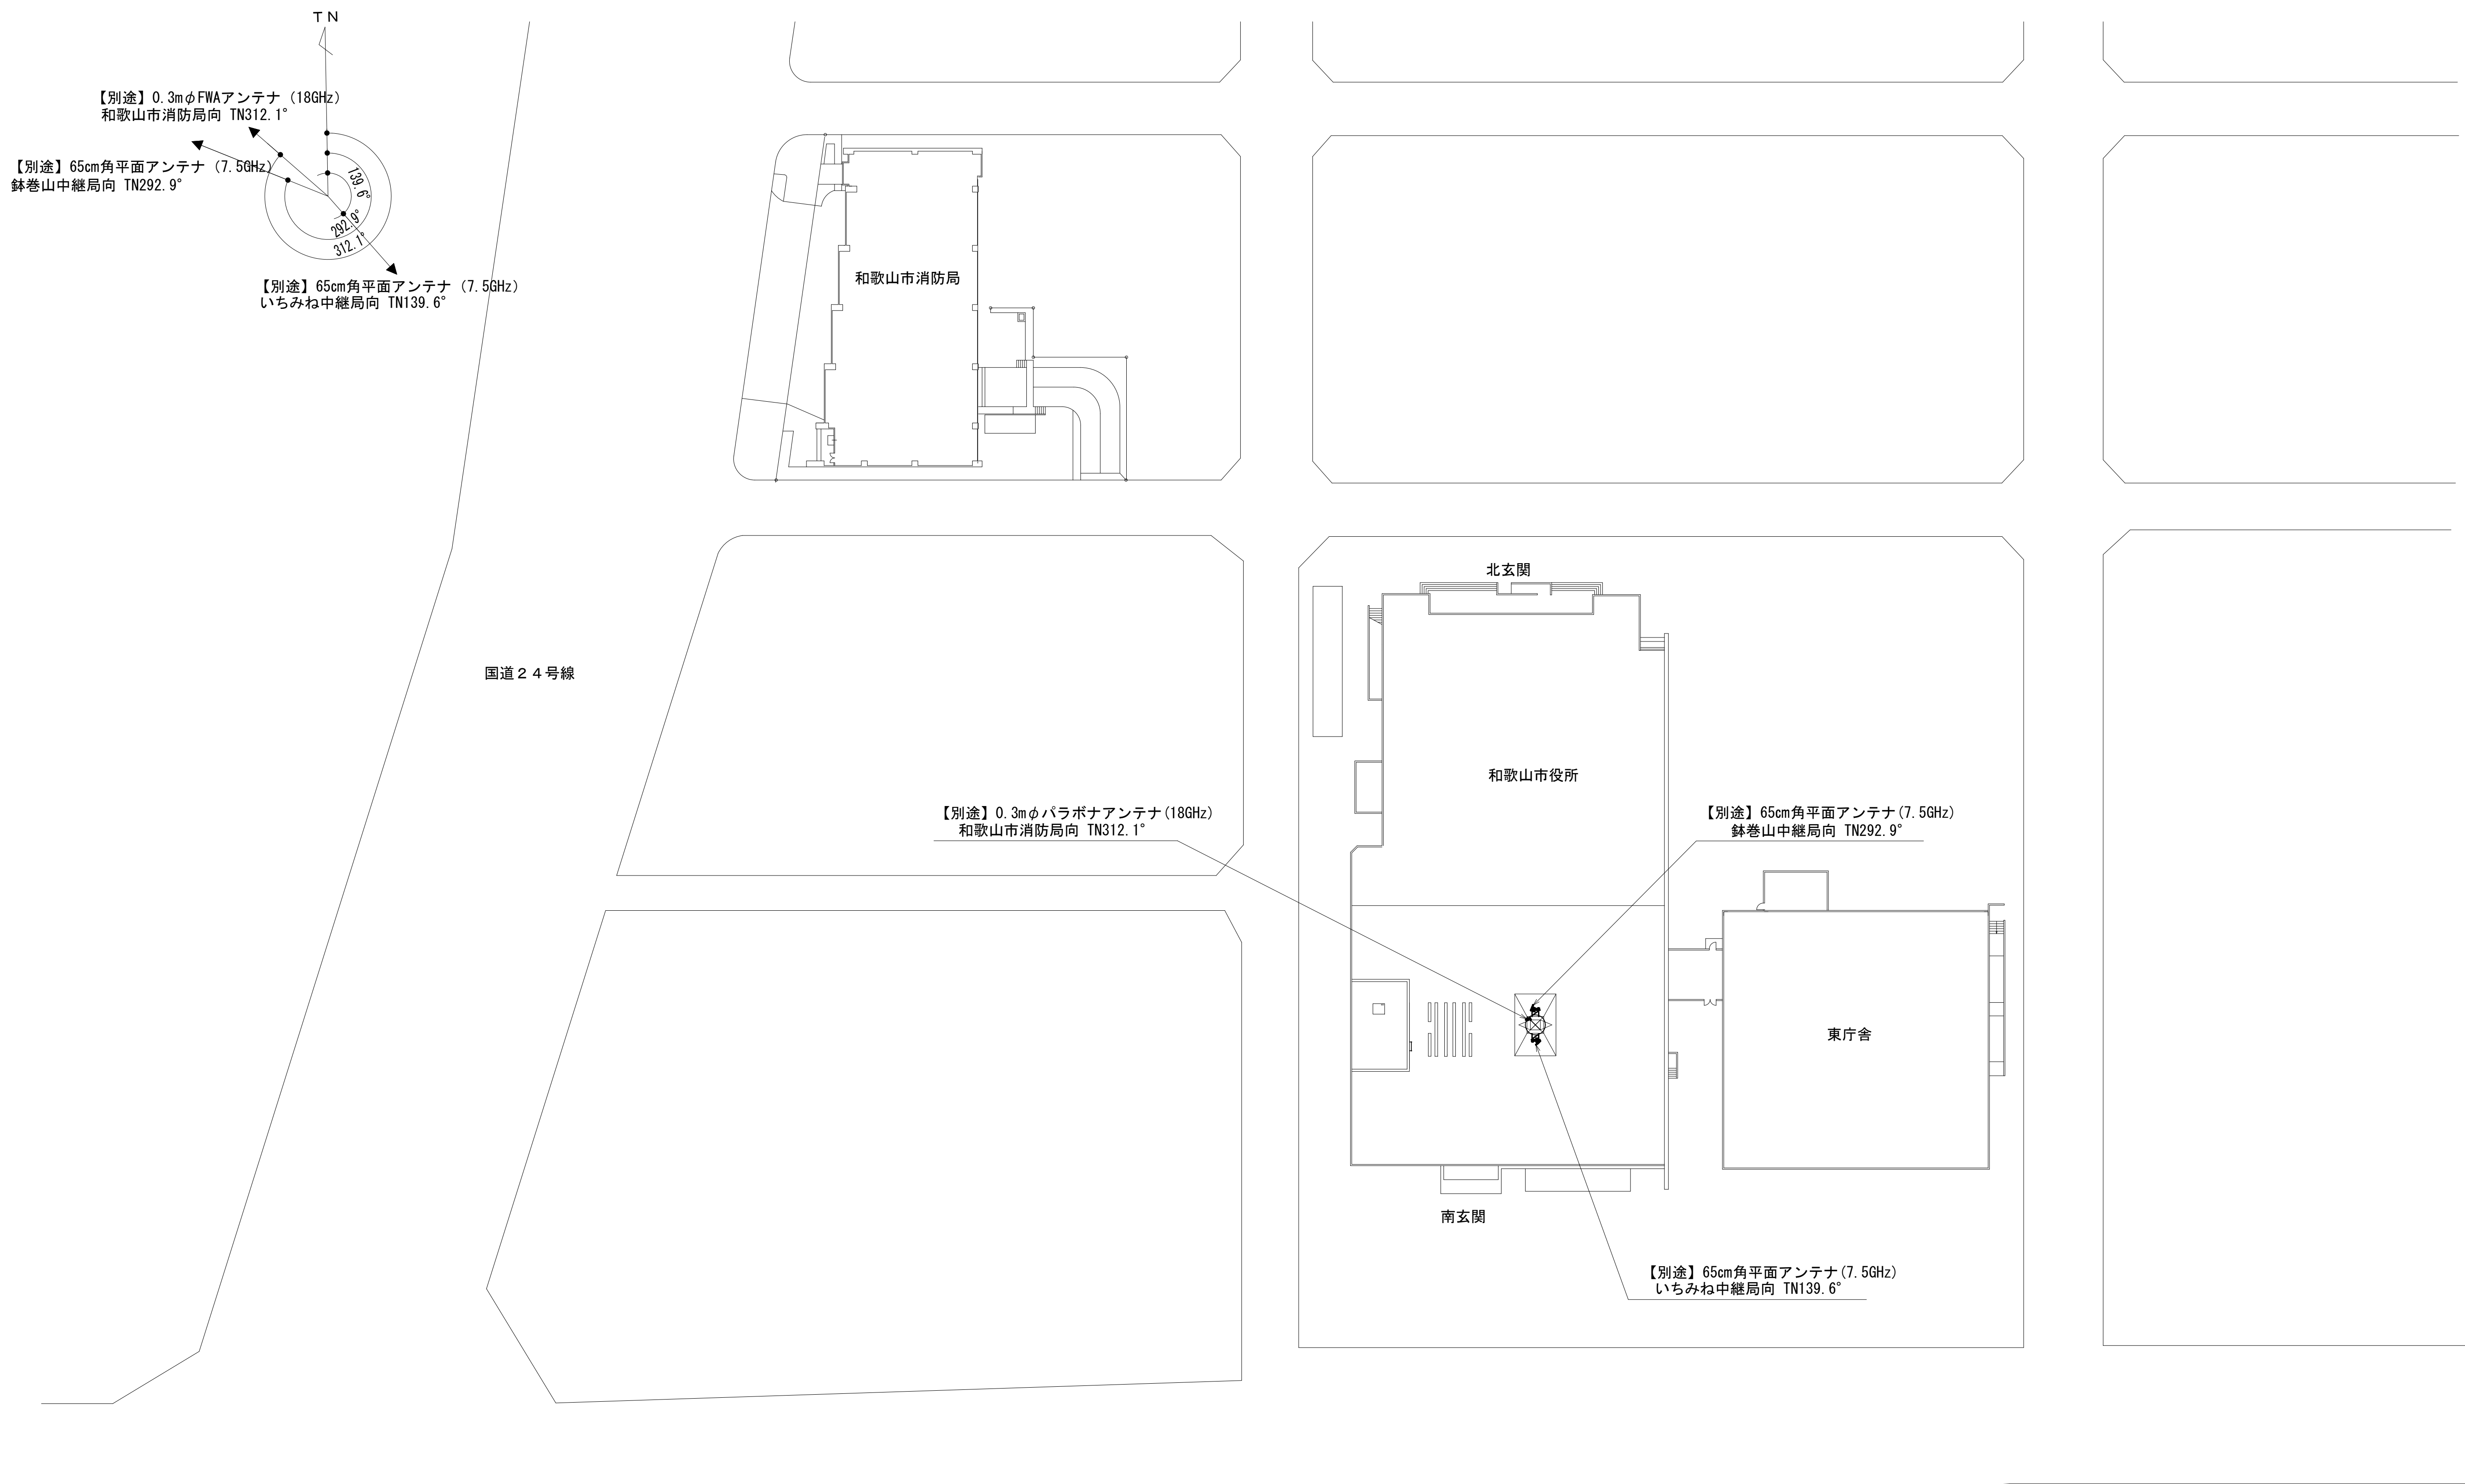 ＴＮ
【別途】0.3mφFWAアンテナ（18GHz）
和歌山市消防局向 TN312.1°
【別途】65cm角平面アンテナ（7.5GHz）
鉢巻山中継局向 TN292.9°
139.6°
292.9°
312.1°
【別途】65cm角平面アンテナ（7.5GHz）
いちみね中継局向 TN139.6°
和歌山市消防局
北玄関
国道２４号線
和歌山市役所
【別途】0.3mφパラボナアンテナ(18GHz)
和歌山市消防局向 TN312.1°
【別途】65cm角平面アンテナ(7.5GHz)
鉢巻山中継局向 TN292.9°
東庁舎
南玄関
【別途】65cm角平面アンテナ(7.5GHz)
いちみね中継局向 TN139.6°